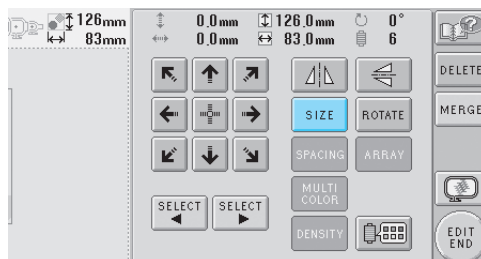 126mm 0.0mm 126.0mm 0°
83mm 0.0mm 83.0mm 6
DELETE
SIZE ROTATE MERGE
SPACING ARRAY
MULTI
COLOR
SELECT SELECT
DENSITY EDIT
END